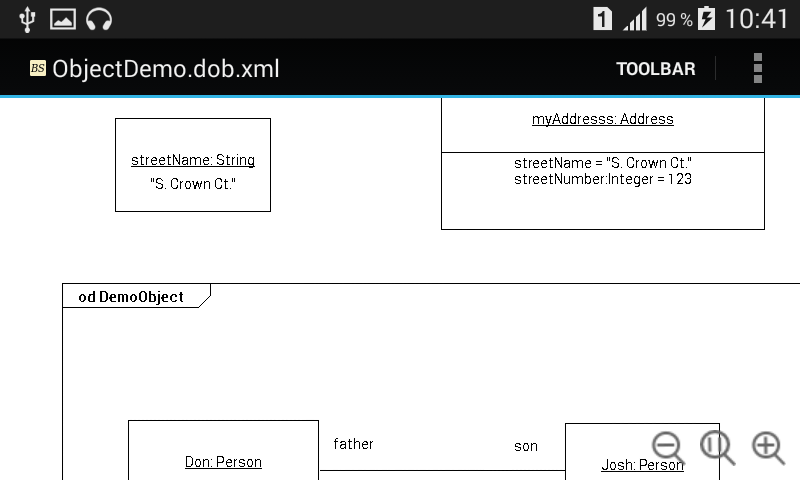 1 99 % 10:41
BS ObjectDemo.dob.xml TOOLBAR
myAddresss: Address
streetName: String
"S. Crown Ct."
streetName = "S. Crown Ct."
streetNumber:Integer = 123
od DemoObject
father son
Don: Person Josh: Person